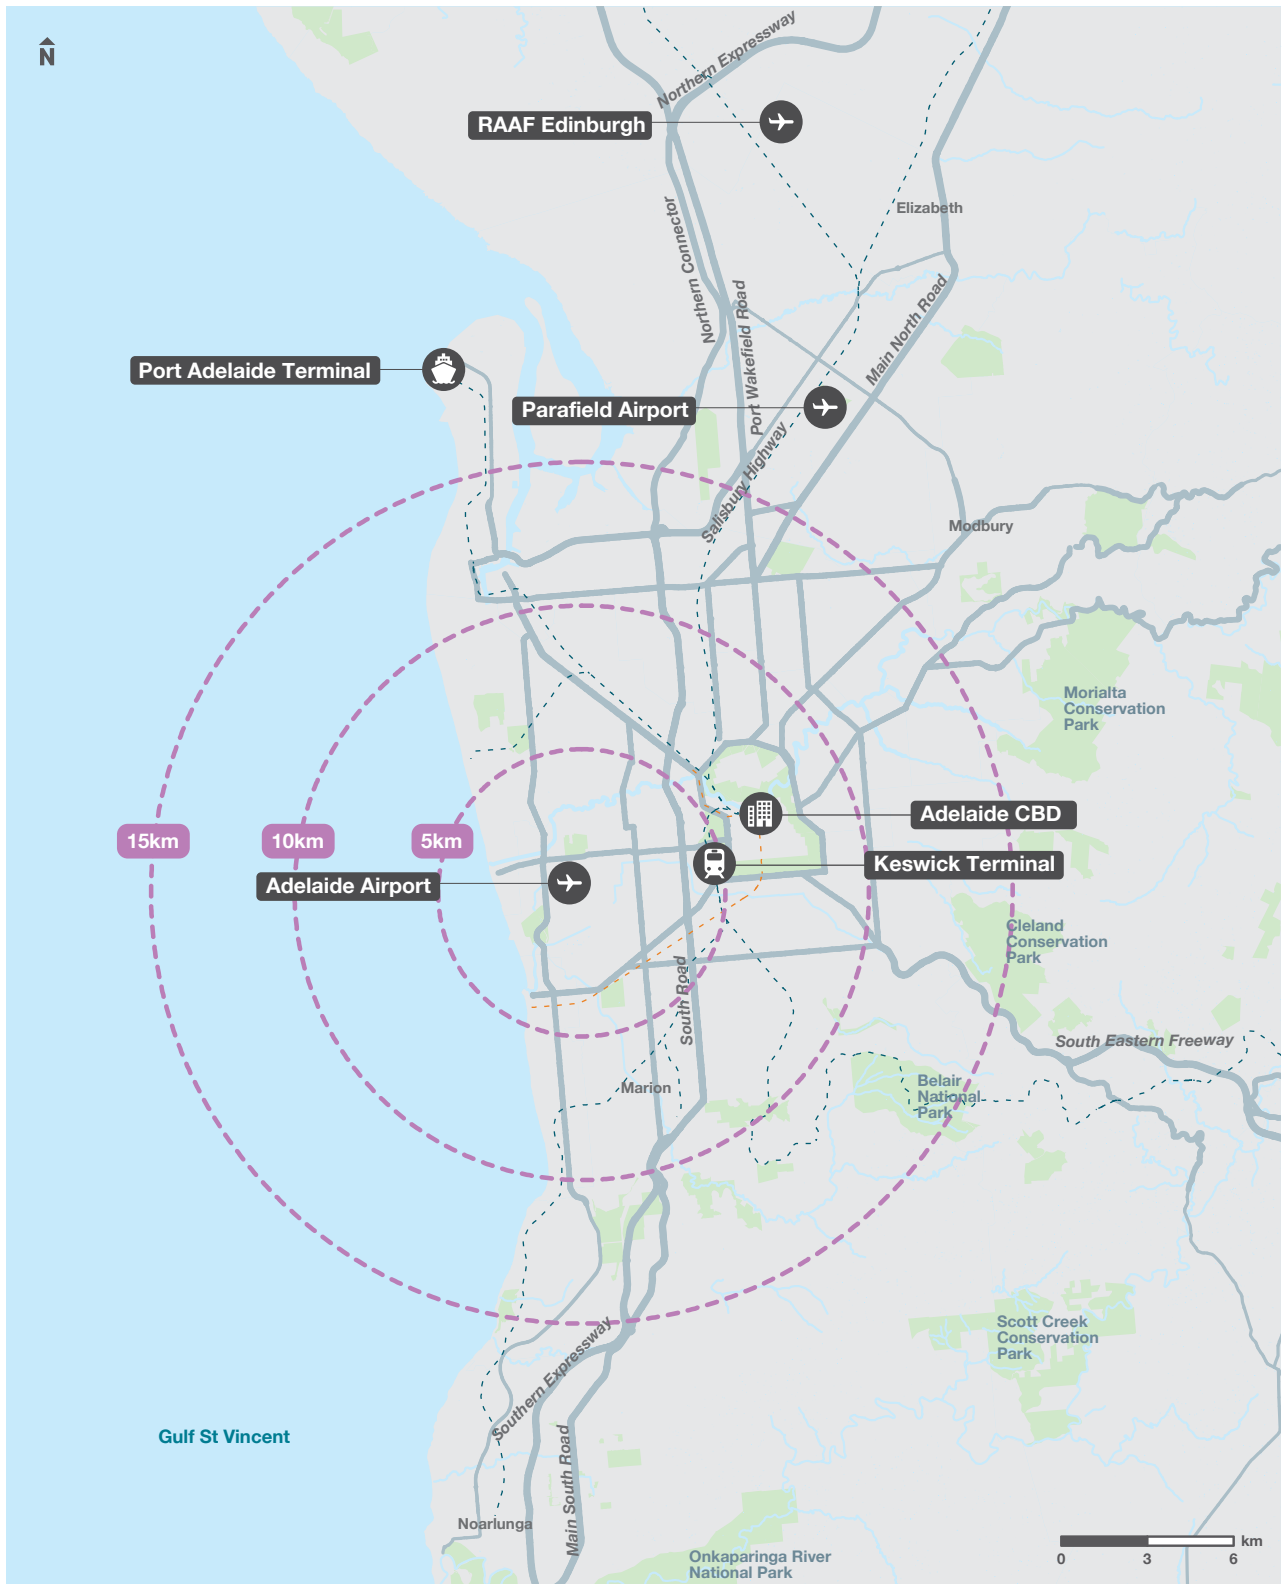 N
Northern Expressway
RAAF Edinburgh
Elizabeth
Northern Connector
Port Wakefield Road
Main North Road
Port Adelaide Terminal
Parafield Airport
Salisbury Highway
Modbury
Morialta
Conservation
Park
Adelaide CBD
15km
10km
5km
Keswick Terminal
Adelaide Airport
Cleland
Conservation
Park
South Road
South Eastern Freeway
Marion
Belair
National
Park
Scott Creek
Conservation
Park
Southern Expressway
Gulf St Vincent
Main South Road
Noarlunga
Onkaparinga River
National Park
km
0 3 6